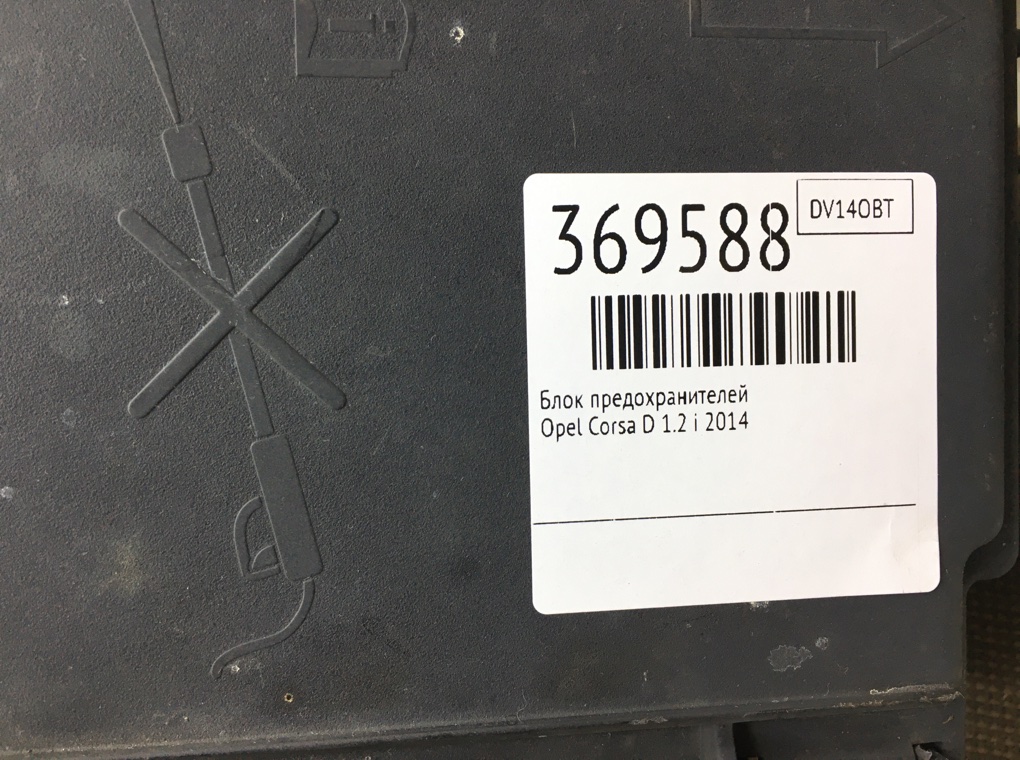 369588
DV14OBT
Блок предохранителей
Opel Corsa D 1.2 i 2014